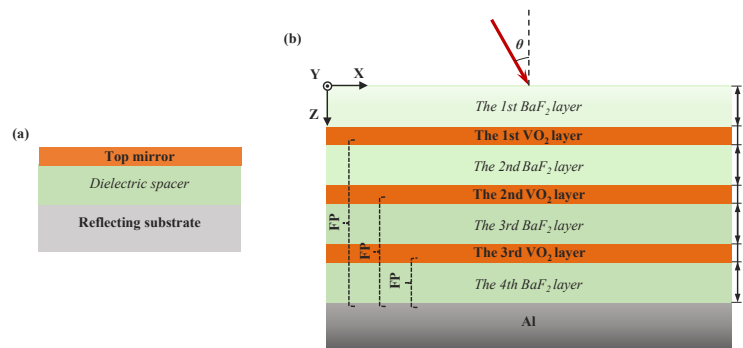 (a)
Top mirror
Dielectric spacer
Reflecting substrate
(b)
θ
Y
X
Z
The 1st BaF₂ layer
The 1st VO₂ layer
The 2nd BaF₂ layer
The 2nd VO₂ layer
The 3rd BaF₂ layer
The 3rd VO₂ layer
The 4th BaF₂ layer
Al
FP
FP
FP